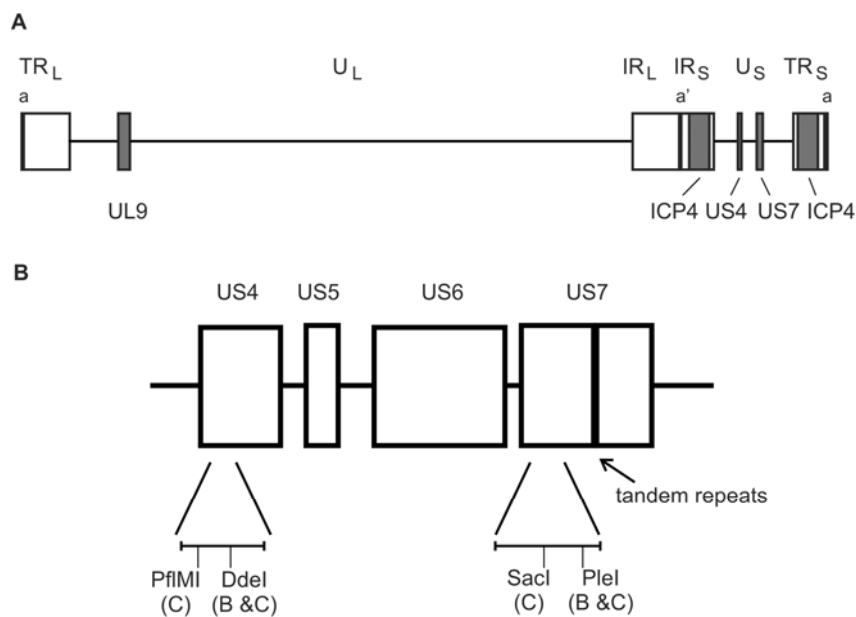 A
TR L U L IR L IR S U S TR S
a a' a
UL9 ICP4 US4 US7 ICP4
B
US4 US5 US6 US7
tandem repeats
PflMI DdeI SacI PleI
(C) (B &C) (C) (B &C)